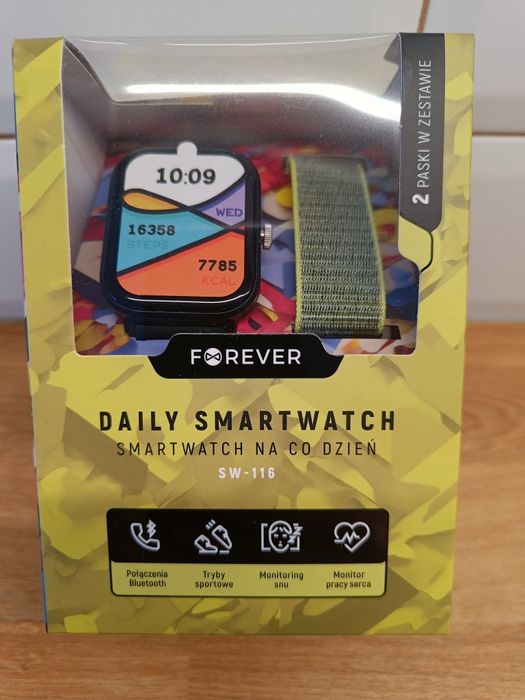 2 PASKI W ZESTAWIE
10:09
WED
16358
STEPS
7785
KCAL
FOREVER
DAILY SMARTWATCH
SMARTWATCH NA CO DZIEŃ
SW-116
Połączenia
Bluetooth
Tryby
sportowe
Monitoring
snu
Monitor
pracy serca